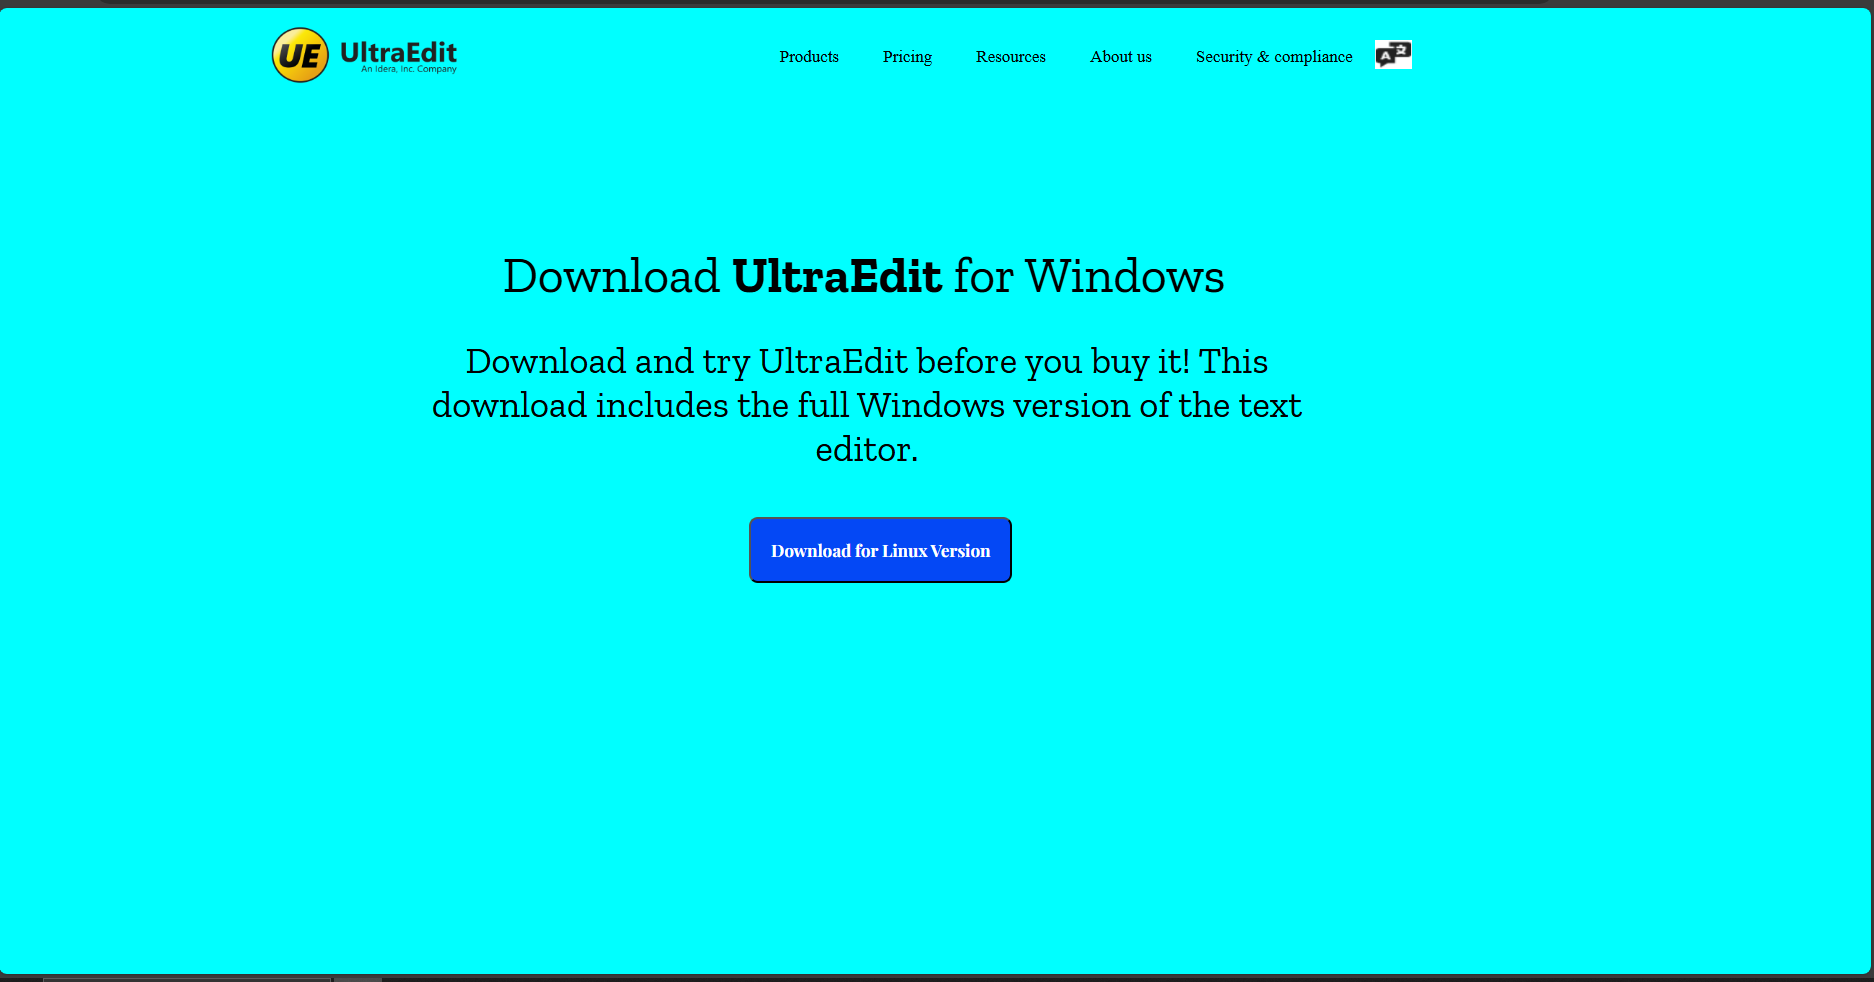 UE UltraEdit
An Idera, Inc. Company
Products Pricing Resources About us Security & compliance A
Download UltraEdit for Windows
Download and try UltraEdit before you buy it! This
download includes the full Windows version of the text
editor.
Download for Linux Version